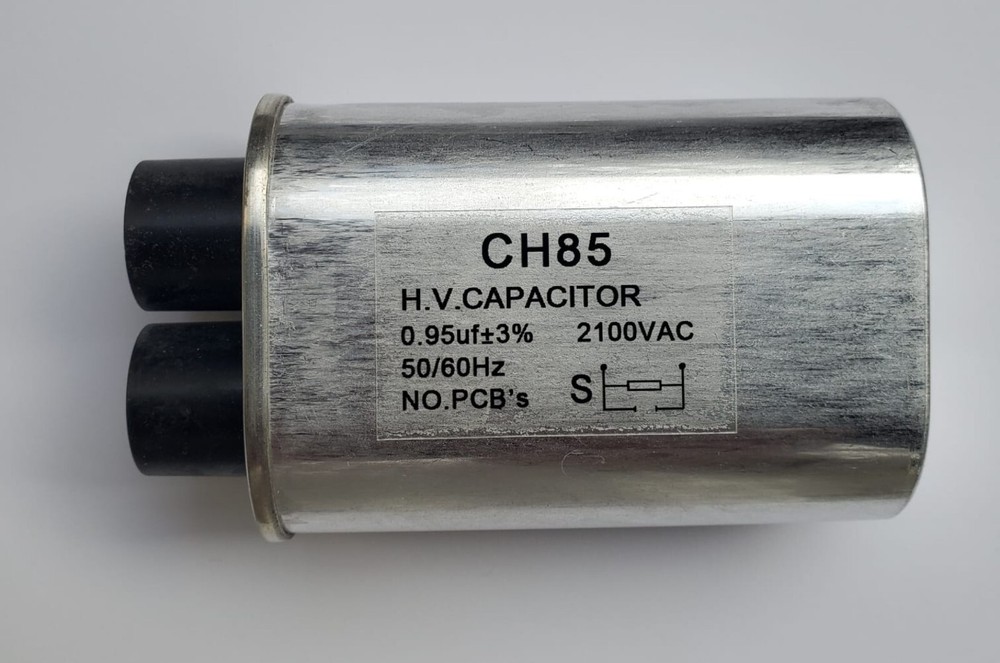 CH85
H.V.CAPACITOR
0.95uf±3% 2100VAC
50/60Hz
NO.PCB's S